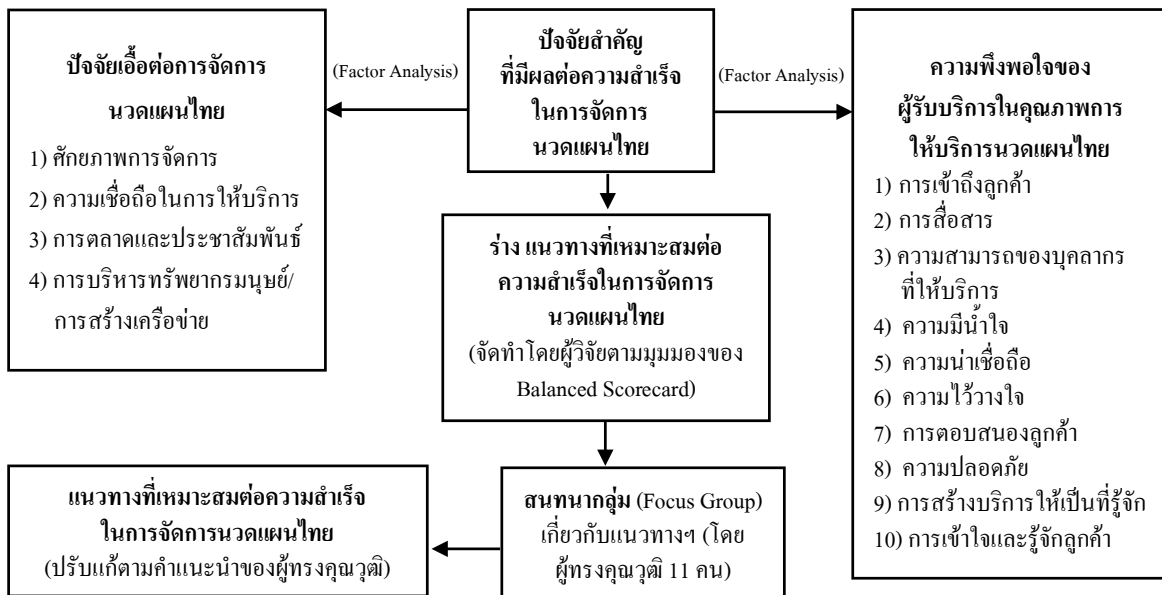 ปัจจัยเอื้อต่อการจัดการ
นวดแผนไทย
1) ศักยภาพการจัดการ
2) ความเชื่อถือในการให้บริการ
3) การตลาดและประชาสัมพันธ์
4) การบริหารทรัพยากรมนุษย์/
การสร้างเครือข่าย
(Factor Analysis)
ปัจจัยสำคัญ
ที่มีผลต่อความสำเร็จ
ในการจัดการ
นวดแผนไทย
(Factor Analysis)
ความพึงพอใจของ
ผู้รับบริการในคุณภาพการ
ให้บริการนวดแผนไทย
1) การเข้าถึงลูกค้า
2) การสื่อสาร
3) ความสามารถของบุคลากร
ที่ให้บริการ
4) ความมีน้ำใจ
5) ความน่าเชื่อถือ
6) ความไว้วางใจ
7) การตอบสนองลูกค้า
8) ความปลอดภัย
9) การสร้างบริการให้เป็นที่รู้จัก
10) การเข้าใจและรู้จักลูกค้า
ร่าง แนวทางที่เหมาะสมต่อ
ความสำเร็จในการจัดการ
นวดแผนไทย
(จัดทำโดยผู้วิจัยตามมุมมองของ
Balanced Scorecard)
สนทนากลุ่ม (Focus Group)
เกี่ยวกับแนวทางฯ (โดย
ผู้ทรงคุณวุฒิ 11 คน)
แนวทางที่เหมาะสมต่อความสำเร็จ
ในการจัดการนวดแผนไทย
(ปรับแก้ตามคำแนะนำของผู้ทรงคุณวุฒิ)